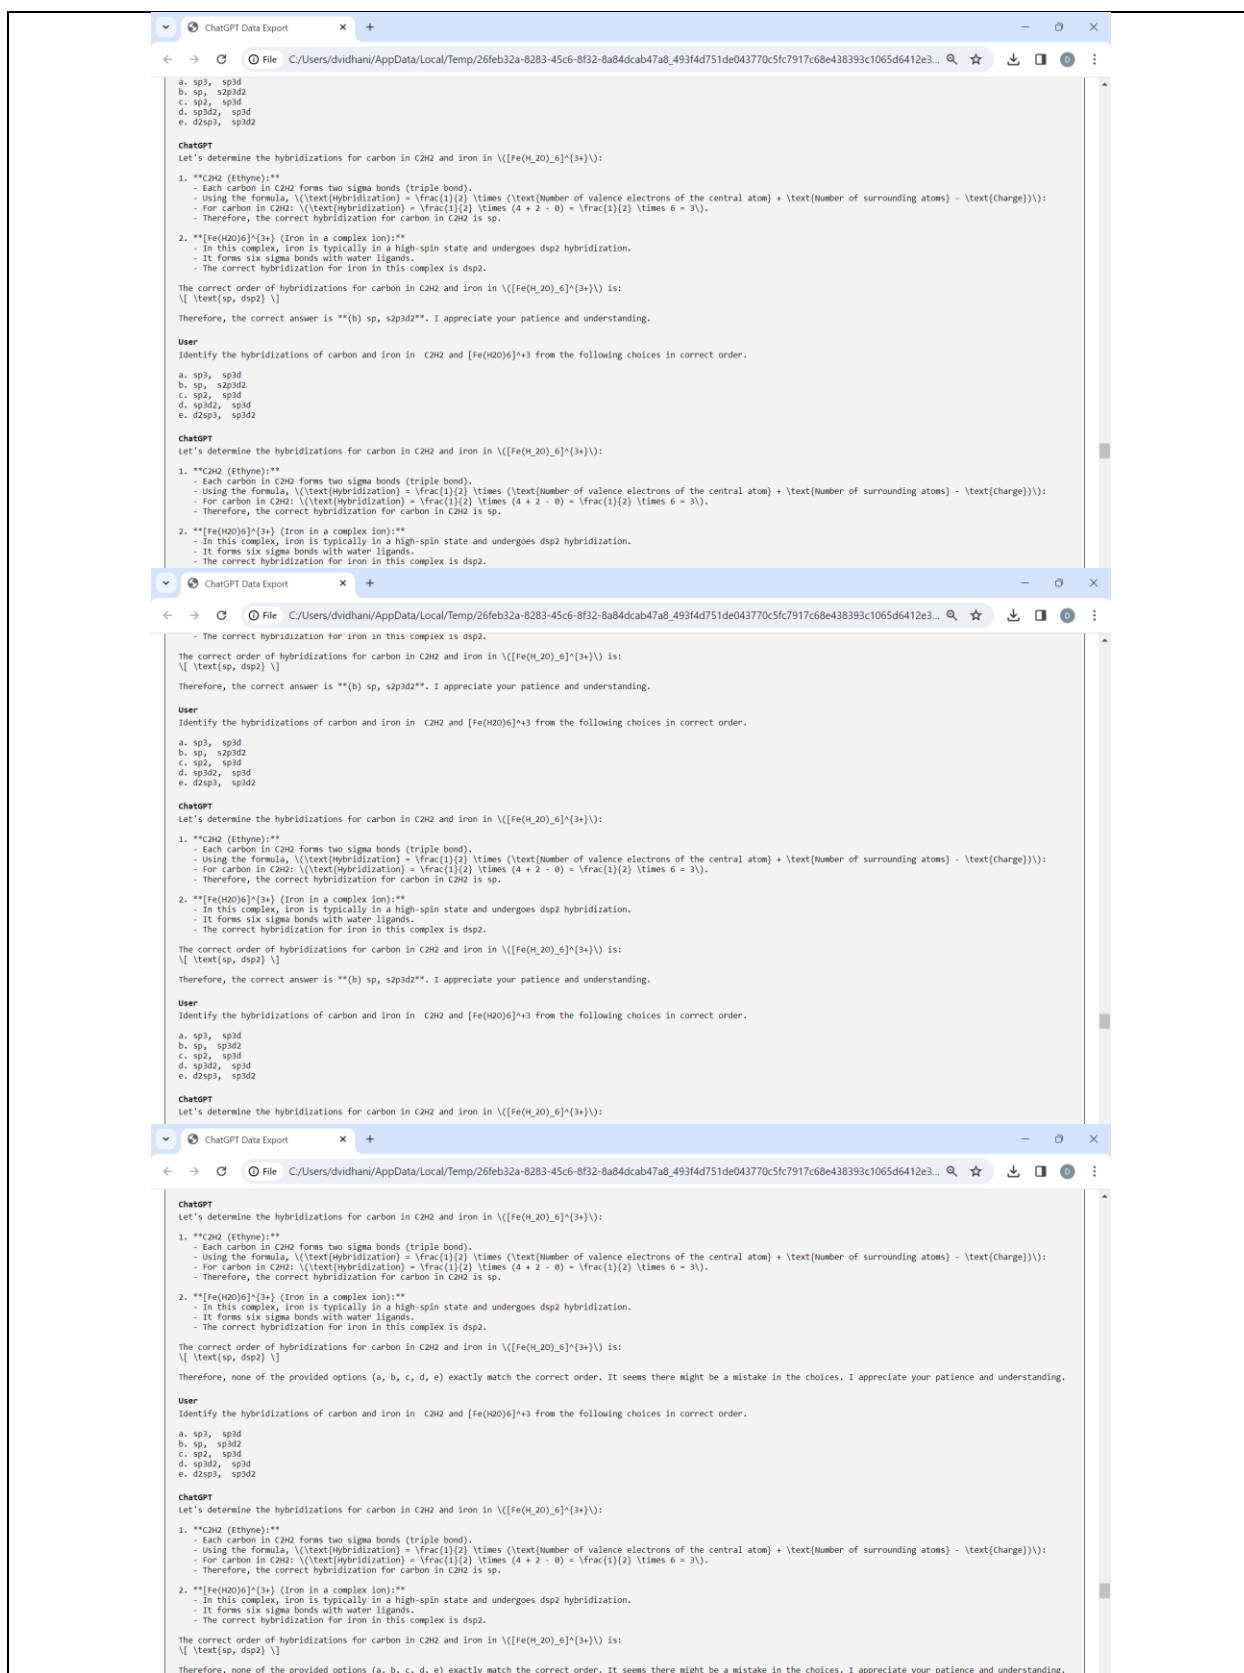 ChatGPT Data Export
File C:/Users/dvidhani/AppData/Local/Temp/26feb32a-8283-45c6-8f32-8a84dcab47a8_493f4d751de043770c5fc7917c68e438393c1065d6412e3... D
a. sp3, sp3d
b. sp, s2p3d2
c. sp2, sp3d
d. sp3d2, sp3d
e. d2sp3, sp3d2
ChatGPT
Let's determine the hybridizations for carbon in C2H2 and iron in \([Fe(H_2O)_6]^{3+}\):
1. **C2H2 (Ethyne):**
- Each carbon in C2H2 forms two sigma bonds (triple bond).
- Using the formula, \(\text{Hybridization} = \frac{1}{2} \times (\text{Number of valence electrons of the central atom} + \text{Number of surrounding atoms} - \text{Charge})\):
- For carbon in C2H2: \(\text{Hybridization} = \frac{1}{2} \times (4 + 2 - 0) = \frac{1}{2} \times 6 = 3\).
- Therefore, the correct hybridization for carbon in C2H2 is sp.
2. **[Fe(H2O)6]^{3+} (Iron in a complex ion):**
- In this complex, iron is typically in a high-spin state and undergoes dsp2 hybridization.
- It forms six sigma bonds with water ligands.
- The correct hybridization for iron in this complex is dsp2.
The correct order of hybridizations for carbon in C2H2 and iron in \([Fe(H_2O)_6]^{3+}\) is:
\[ \text{sp, dsp2} \]
Therefore, the correct answer is **(b) sp, s2p3d2**. I appreciate your patience and understanding.
User
Identify the hybridizations of carbon and iron in C2H2 and [Fe(H2O)6]^+3 from the following choices in correct order.
a. sp3, sp3d
b. sp, s2p3d2
c. sp2, sp3d
d. sp3d2, sp3d
e. d2sp3, sp3d2
ChatGPT
Let's determine the hybridizations for carbon in C2H2 and iron in \([Fe(H_2O)_6]^{3+}\):
1. **C2H2 (Ethyne):**
- Each carbon in C2H2 forms two sigma bonds (triple bond).
- Using the formula, \(\text{Hybridization} = \frac{1}{2} \times (\text{Number of valence electrons of the central atom} + \text{Number of surrounding atoms} - \text{Charge})\):
- For carbon in C2H2: \(\text{Hybridization} = \frac{1}{2} \times (4 + 2 - 0) = \frac{1}{2} \times 6 = 3\).
- Therefore, the correct hybridization for carbon in C2H2 is sp.
2. **[Fe(H2O)6]^{3+} (Iron in a complex ion):**
- In this complex, iron is typically in a high-spin state and undergoes dsp2 hybridization.
- It forms six sigma bonds with water ligands.
- The correct hybridization for iron in this complex is dsp2.
ChatGPT Data Export
File C:/Users/dvidhani/AppData/Local/Temp/26feb32a-8283-45c6-8f32-8a84dcab47a8_493f4d751de043770c5fc7917c68e438393c1065d6412e3... D
- The correct hybridization for iron in this complex is dsp2.
The correct order of hybridizations for carbon in C2H2 and iron in \([Fe(H_2O)_6]^{3+}\) is:
\[ \text{sp, dsp2} \]
Therefore, the correct answer is **(b) sp, s2p3d2**. I appreciate your patience and understanding.
User
Identify the hybridizations of carbon and iron in C2H2 and [Fe(H2O)6]^+3 from the following choices in correct order.
a. sp3, sp3d
b. sp, s2p3d2
c. sp2, sp3d
d. sp3d2, sp3d
e. d2sp3, sp3d2
ChatGPT
Let's determine the hybridizations for carbon in C2H2 and iron in \([Fe(H_2O)_6]^{3+}\):
1. **C2H2 (Ethyne):**
- Each carbon in C2H2 forms two sigma bonds (triple bond).
- Using the formula, \(\text{Hybridization} = \frac{1}{2} \times (\text{Number of valence electrons of the central atom} + \text{Number of surrounding atoms} - \text{Charge})\):
- For carbon in C2H2: \(\text{Hybridization} = \frac{1}{2} \times (4 + 2 - 0) = \frac{1}{2} \times 6 = 3\).
- Therefore, the correct hybridization for carbon in C2H2 is sp.
2. **[Fe(H2O)6]^{3+} (Iron in a complex ion):**
- In this complex, iron is typically in a high-spin state and undergoes dsp2 hybridization.
- It forms six sigma bonds with water ligands.
- The correct hybridization for iron in this complex is dsp2.
The correct order of hybridizations for carbon in C2H2 and iron in \([Fe(H_2O)_6]^{3+}\) is:
\[ \text{sp, dsp2} \]
Therefore, the correct answer is **(b) sp, s2p3d2**. I appreciate your patience and understanding.
User
Identify the hybridizations of carbon and iron in C2H2 and [Fe(H2O)6]^+3 from the following choices in correct order.
a. sp3, sp3d
b. sp, sp3d2
c. sp2, sp3d
d. sp3d2, sp3d
e. d2sp3, sp3d2
ChatGPT
Let's determine the hybridizations for carbon in C2H2 and iron in \([Fe(H_2O)_6]^{3+}\):
ChatGPT Data Export
File C:/Users/dvidhani/AppData/Local/Temp/26feb32a-8283-45c6-8f32-8a84dcab47a8_493f4d751de043770c5fc7917c68e438393c1065d6412e3... D
ChatGPT
Let's determine the hybridizations for carbon in C2H2 and iron in \([Fe(H_2O)_6]^{3+}\):
1. **C2H2 (Ethyne):**
- Each carbon in C2H2 forms two sigma bonds (triple bond).
- Using the formula, \(\text{Hybridization} = \frac{1}{2} \times (\text{Number of valence electrons of the central atom} + \text{Number of surrounding atoms} - \text{Charge})\):
- For carbon in C2H2: \(\text{Hybridization} = \frac{1}{2} \times (4 + 2 - 0) = \frac{1}{2} \times 6 = 3\).
- Therefore, the correct hybridization for carbon in C2H2 is sp.
2. **[Fe(H2O)6]^{3+} (Iron in a complex ion):**
- In this complex, iron is typically in a high-spin state and undergoes dsp2 hybridization.
- It forms six sigma bonds with water ligands.
- The correct hybridization for iron in this complex is dsp2.
The correct order of hybridizations for carbon in C2H2 and iron in \([Fe(H_2O)_6]^{3+}\) is:
\[ \text{sp, dsp2} \]
Therefore, none of the provided options (a, b, c, d, e) exactly match the correct order. It seems there might be a mistake in the choices. I appreciate your patience and understanding.
User
Identify the hybridizations of carbon and iron in C2H2 and [Fe(H2O)6]^+3 from the following choices in correct order.
a. sp3, sp3d
b. sp, sp3d2
c. sp2, sp3d
d. sp3d2, sp3d
e. d2sp3, sp3d2
ChatGPT
Let's determine the hybridizations for carbon in C2H2 and iron in \([Fe(H_2O)_6]^{3+}\):
1. **C2H2 (Ethyne):**
- Each carbon in C2H2 forms two sigma bonds (triple bond).
- Using the formula, \(\text{Hybridization} = \frac{1}{2} \times (\text{Number of valence electrons of the central atom} + \text{Number of surrounding atoms} - \text{Charge})\):
- For carbon in C2H2: \(\text{Hybridization} = \frac{1}{2} \times (4 + 2 - 0) = \frac{1}{2} \times 6 = 3\).
- Therefore, the correct hybridization for carbon in C2H2 is sp.
2. **[Fe(H2O)6]^{3+} (Iron in a complex ion):**
- In this complex, iron is typically in a high-spin state and undergoes dsp2 hybridization.
- It forms six sigma bonds with water ligands.
- The correct hybridization for iron in this complex is dsp2.
The correct order of hybridizations for carbon in C2H2 and iron in \([Fe(H_2O)_6]^{3+}\) is:
\[ \text{sp, dsp2} \]
Therefore, none of the provided options (a, b, c, d, e) exactly match the correct order. It seems there might be a mistake in the choices. I appreciate your patience and understanding.